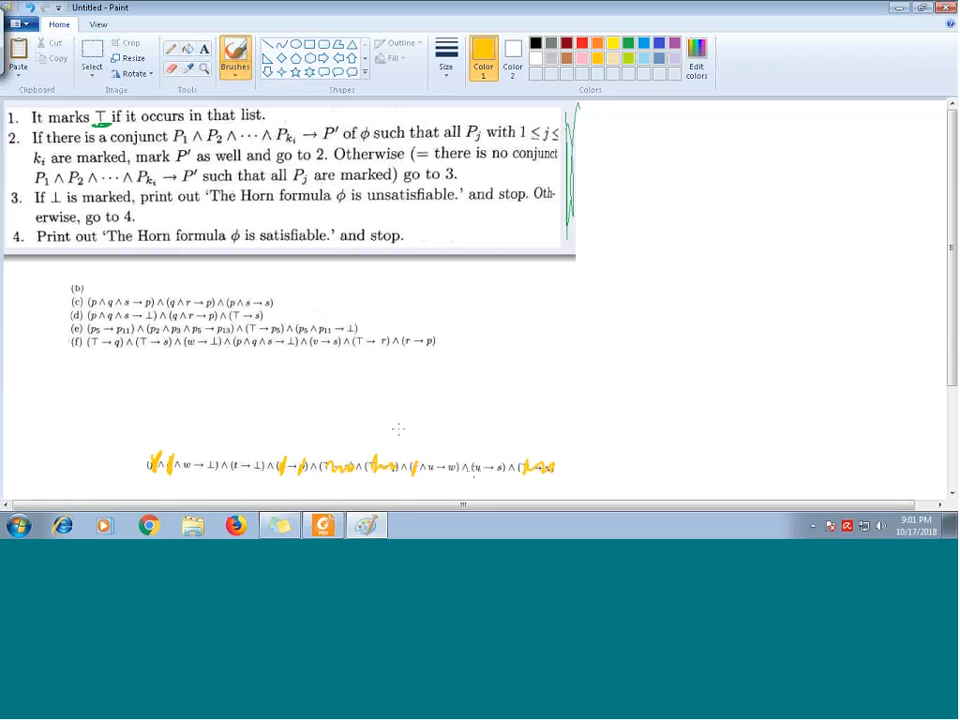 Untitled - Paint
Home View
Paste
Cut
Copy
Clipboard
Select
Crop
Resize
Rotate
Image
A
Tools
Brushes
Outline
Fill
Shapes
Size
Color 1
Color 2
Edit colors
Colors
1. It marks ⊤ if it occurs in that list.
2. If there is a conjunct P₁ ∧ P₂ ∧ ⋯ ∧ Pₖᵢ → P′ of ϕ such that all Pⱼ with 1 ≤ j ≤
kᵢ are marked, mark P′ as well and go to 2. Otherwise (= there is no conjunct
P₁ ∧ P₂ ∧ ⋯ ∧ Pₖᵢ → P′ such that all Pⱼ are marked) go to 3.
3. If ⊥ is marked, print out ‘The Horn formula ϕ is unsatisfiable.’ and stop. Oth-
erwise, go to 4.
4. Print out ‘The Horn formula ϕ is satisfiable.’ and stop.
(b)
(c) (p ∧ q ∧ s → p) ∧ (q ∧ r → p) ∧ (p ∧ s → s)
(d) (p ∧ q ∧ s → ⊥) ∧ (q ∧ r → p) ∧ (⊤ → s)
(e) (p₅ → p₁₁) ∧ (p₂ ∧ p₃ ∧ p₅ → p₁₃) ∧ (⊤ → p₅) ∧ (p₅ ∧ p₁₁ → ⊥)
(f) (⊤ → q) ∧ (⊤ → s) ∧ (w → ⊥) ∧ (p ∧ q ∧ s → ⊥) ∧ (v → s) ∧ (⊤ → r) ∧ (r → p)
∧ w → ⊥) ∧ (t → ⊥) ∧ ( → ) ∧ (⊤ ) ∧ (⊤ ) ∧ ( ∧ u → w) ∧ (u → s) ∧ (⊤
PDF
9:01 PM
10/17/2018